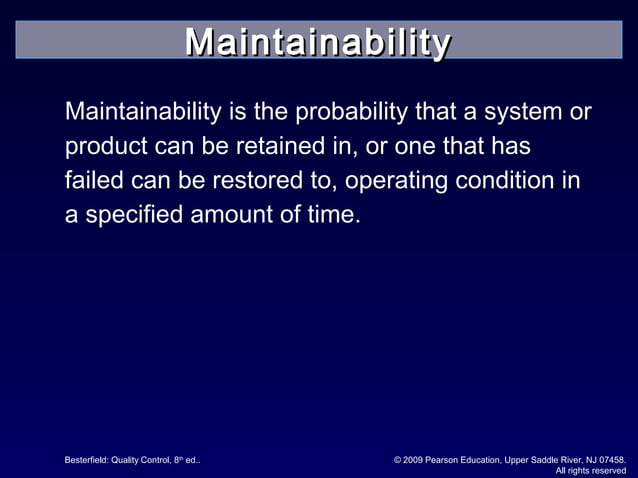 Maintainability
Maintainability is the probability that a system or
product can be retained in, or one that has
failed can be restored to, operating condition in
a specified amount of time.
Besterfield: Quality Control, 8th ed..
© 2009 Pearson Education, Upper Saddle River, NJ 07458.
All rights reserved